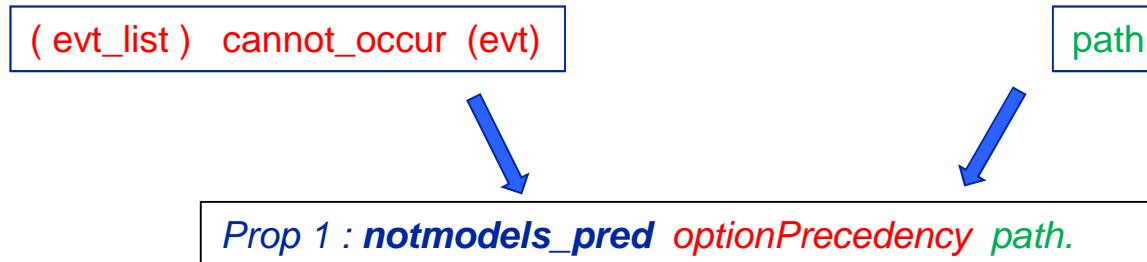 ( evt_list ) cannot_occur (evt)
path
Prop 1 : notmodels_pred optionPrecedency path.